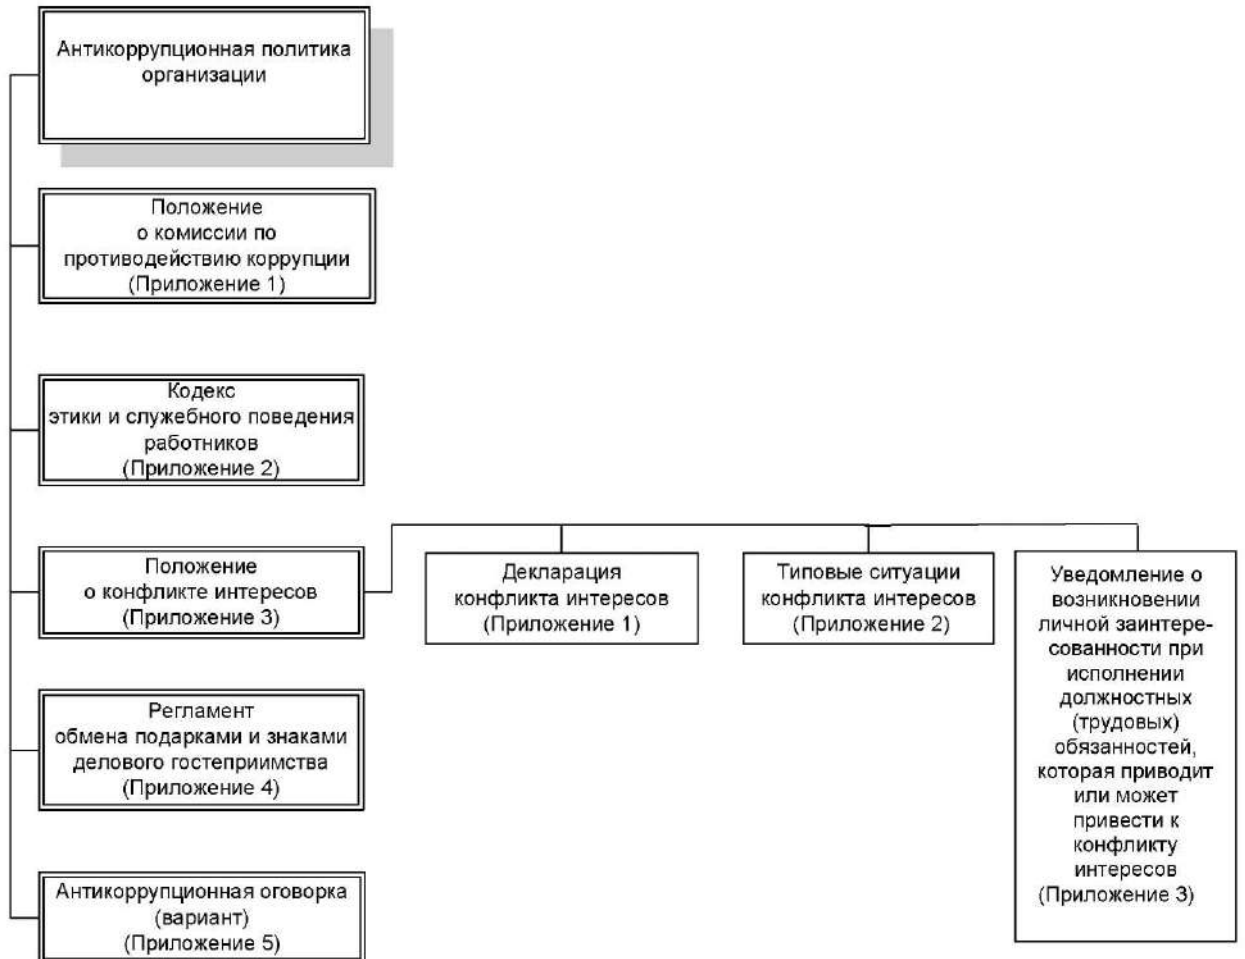 Антикоррупционная политика
организации
Положение
о комиссии по
противодействию коррупции
(Приложение 1)
Кодекс
этики и служебного поведения
работников
(Приложение 2)
Положение
о конфликте интересов
(Приложение 3)
Декларация
конфликта интересов
(Приложение 1)
Типовые ситуации
конфликта интересов
(Приложение 2)
Уведомление о
возникновении
личной заинтере-
сованности при
исполнении
должностных
(трудовых)
обязанностей,
которая приводит
или может
привести к
конфликту
интересов
(Приложение 3)
Регламент
обмена подарками и знаками
делового гостеприимства
(Приложение 4)
Антикоррупционная оговорка
(вариант)
(Приложение 5)